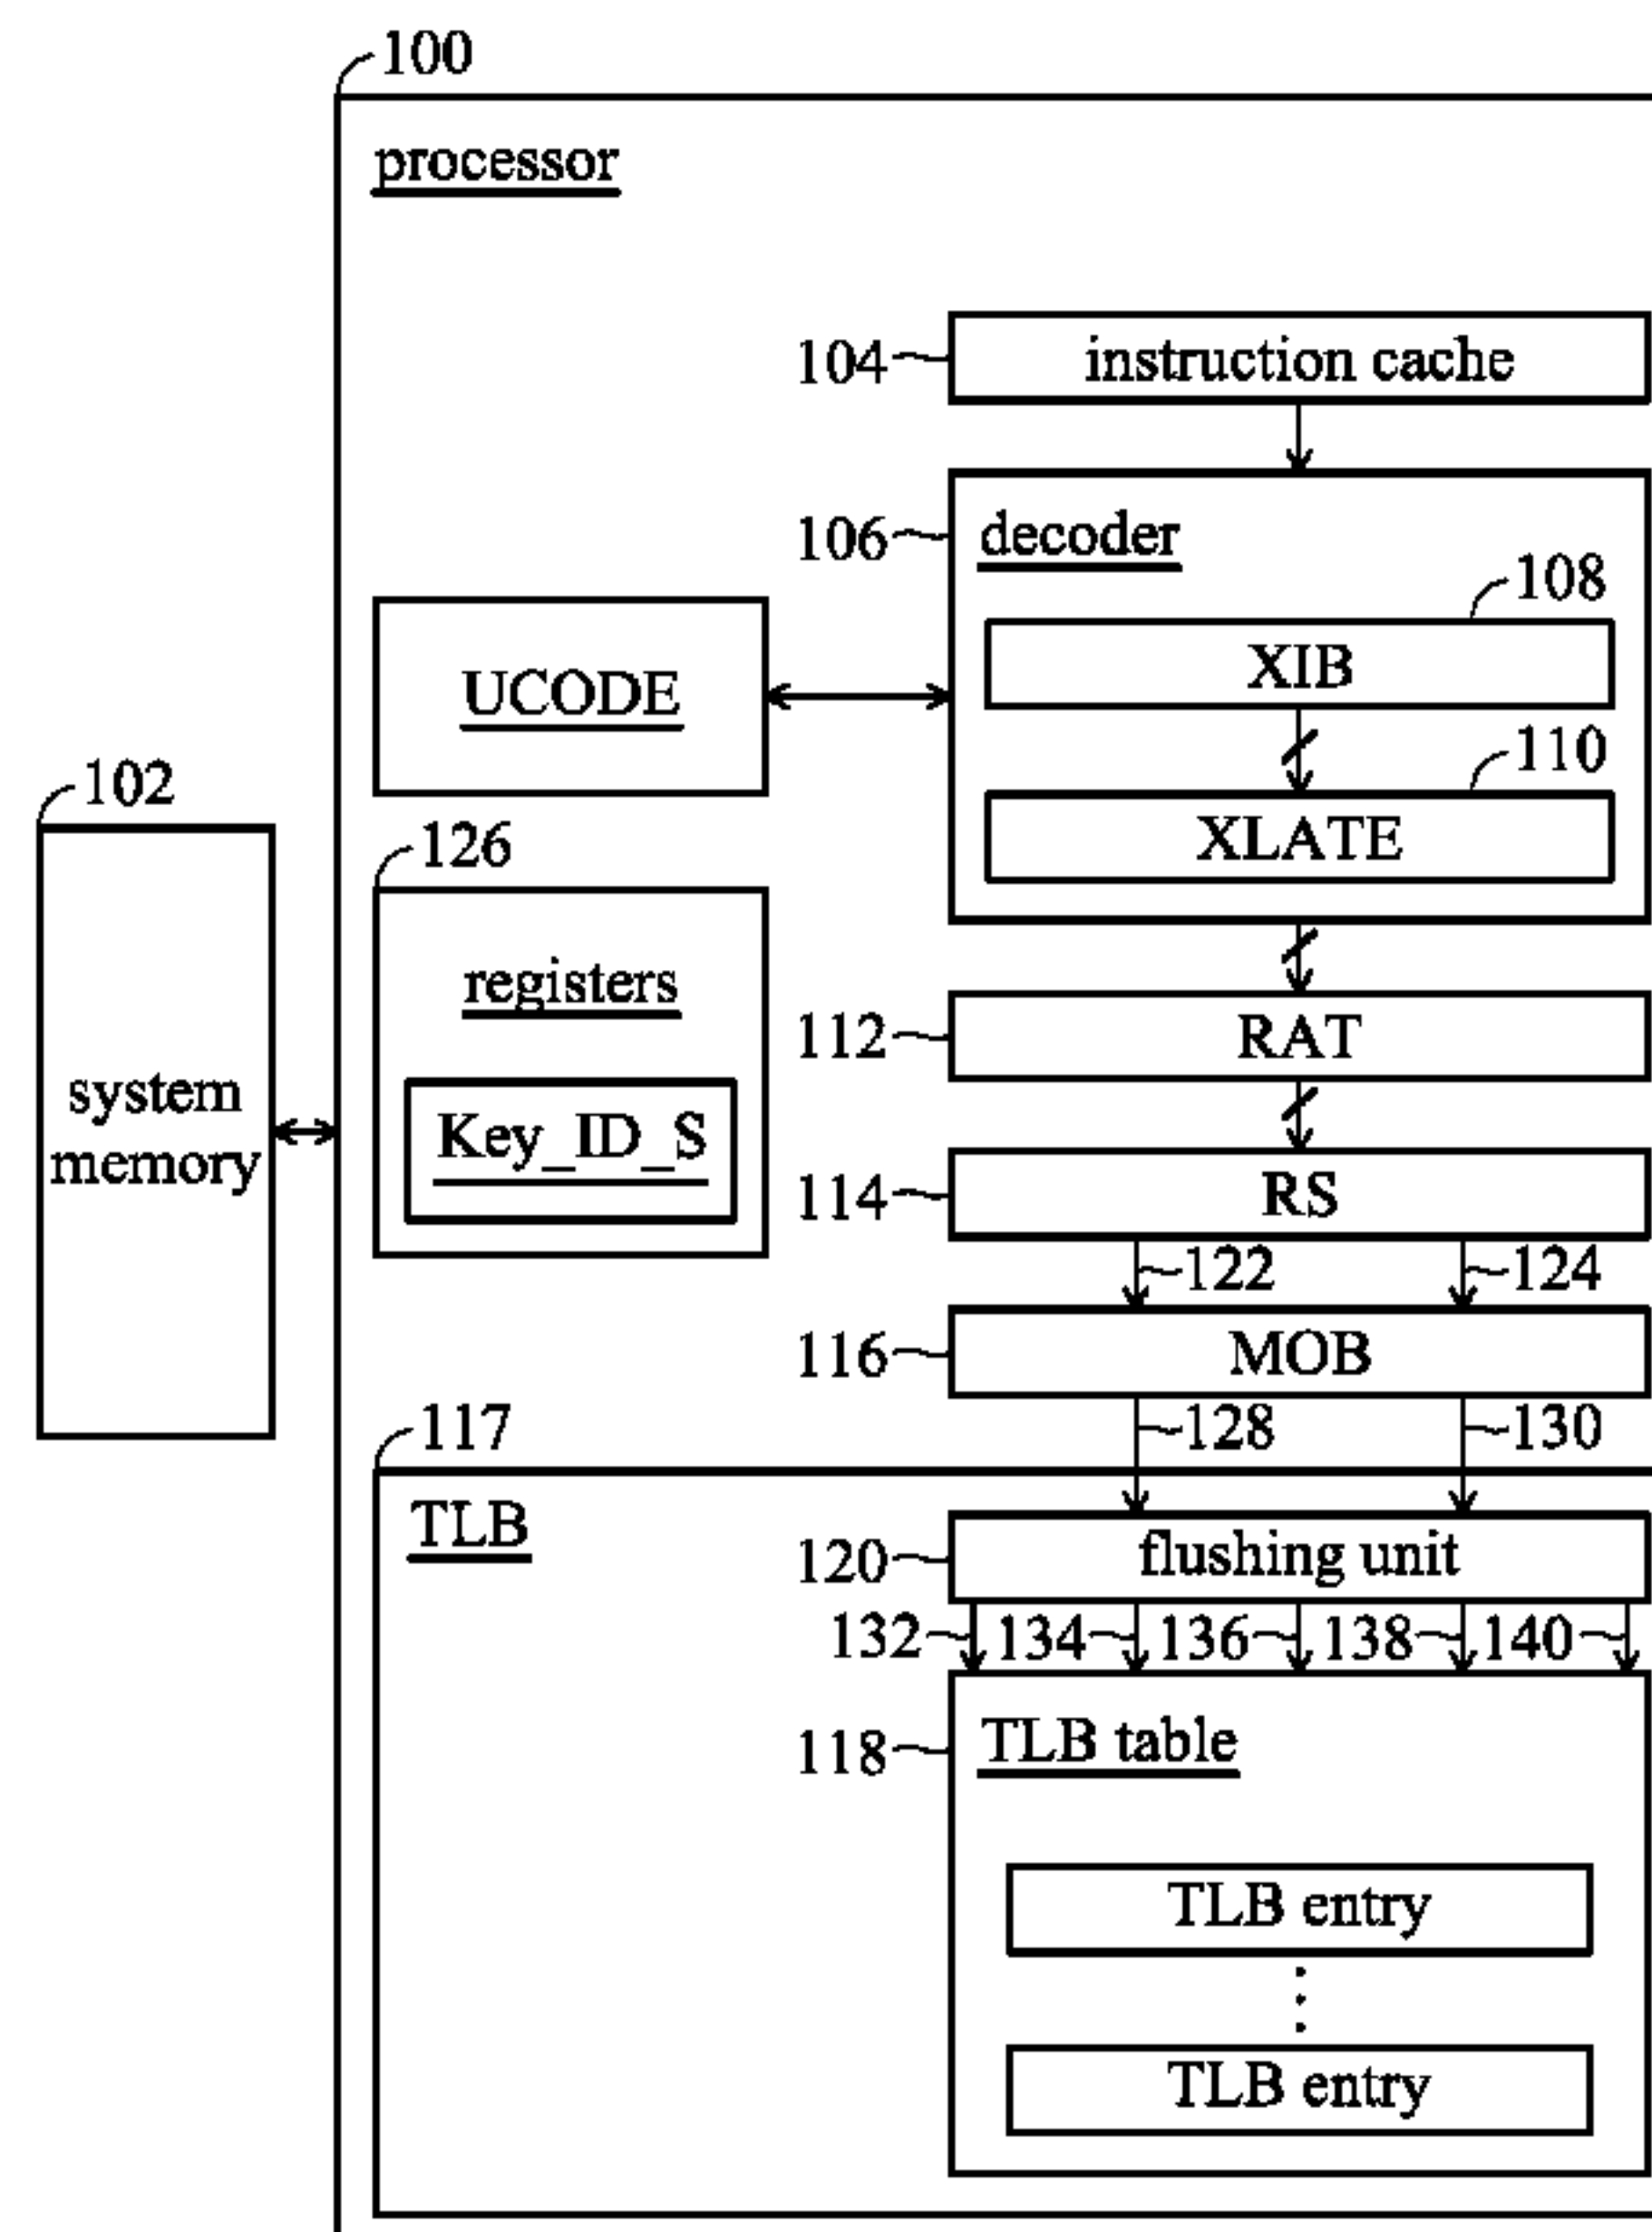 100
processor
104
instruction cache
106
decoder
108
XIB
UCODE
110
XLATE
102
system
memory
126
registers
Key_ID_S
112
RAT
114
RS
122
124
116
MOB
128
130
117
TLB
120
flushing unit
132
134
136
138
140
118
TLB table
TLB entry
TLB entry